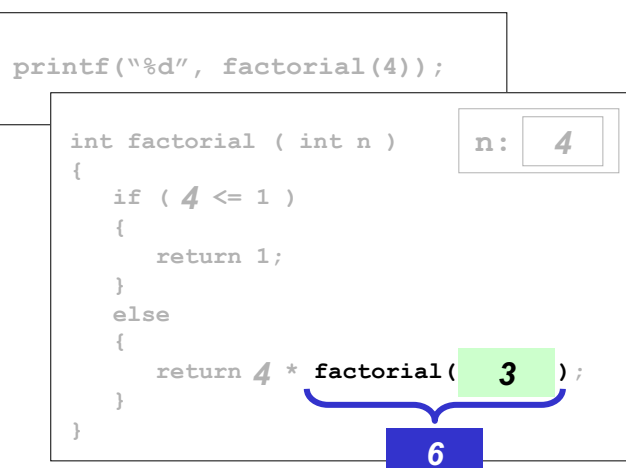 printf(“%d”, factorial(4));
int factorial ( int n )
n: 4
{
if ( 4 <= 1 )
{
return 1;
}
else
{
return 4 * factorial( 3 );
}
}
6